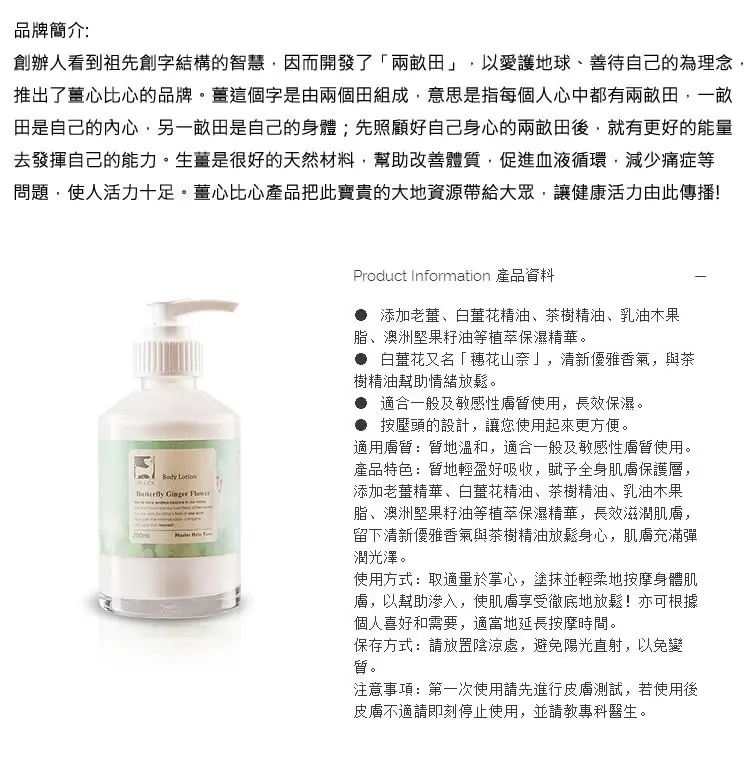 品牌簡介:
創辦人看到祖先創字結構的智慧，因而開發了「兩畝田」，以愛護地球、善待自己的為理念，
推出了薑心比心的品牌。薑這個字是由兩個田組成，意思是指每個人心中都有兩畝田，一畝
田是自己的內心，另一畝田是自己的身體；先照顧好自己身心的兩畝田後，就有更好的能量
去發揮自己的能力。生薑是很好的天然材料，幫助改善體質，促進血液循環，減少痛症等
問題，使人活力十足。薑心比心產品把此寶貴的大地資源帶給大眾，讓健康活力由此傳播!
Product Information 產品資料 —
● 添加老薑、白薑花精油、茶樹精油、乳油木果
脂、澳洲堅果籽油等植萃保濕精華。
● 白薑花又名「穗花山奈」，清新優雅香氣，與茶
樹精油幫助情緒放鬆。
● 適合一般及敏感性膚質使用，長效保濕。
● 按壓頭的設計，讓您使用起來更方便。
適用膚質：質地溫和，適合一般及敏感性膚質使用。
產品特色：質地輕盈好吸收，賦予全身肌膚保護層，
添加老薑精華、白薑花精油、茶樹精油、乳油木果
脂、澳洲堅果籽油等植萃保濕精華，長效滋潤肌膚，
留下清新優雅香氣與茶樹精油放鬆身心，肌膚充滿彈
潤光澤。
使用方式：取適量於掌心，塗抹並輕柔地按摩身體肌
膚，以幫助滲入，使肌膚享受徹底地放鬆！亦可根據
個人喜好和需要，適當地延長按摩時間。
保存方式：請放置陰涼處，避免陽光直射，以免變
質。
注意事項：第一次使用請先進行皮膚測試，若使用後
皮膚不適請即刻停止使用，並請教專科醫生。
Body Lotion
Butterfly Ginger Flower
200ml
Master Hsin Yuan